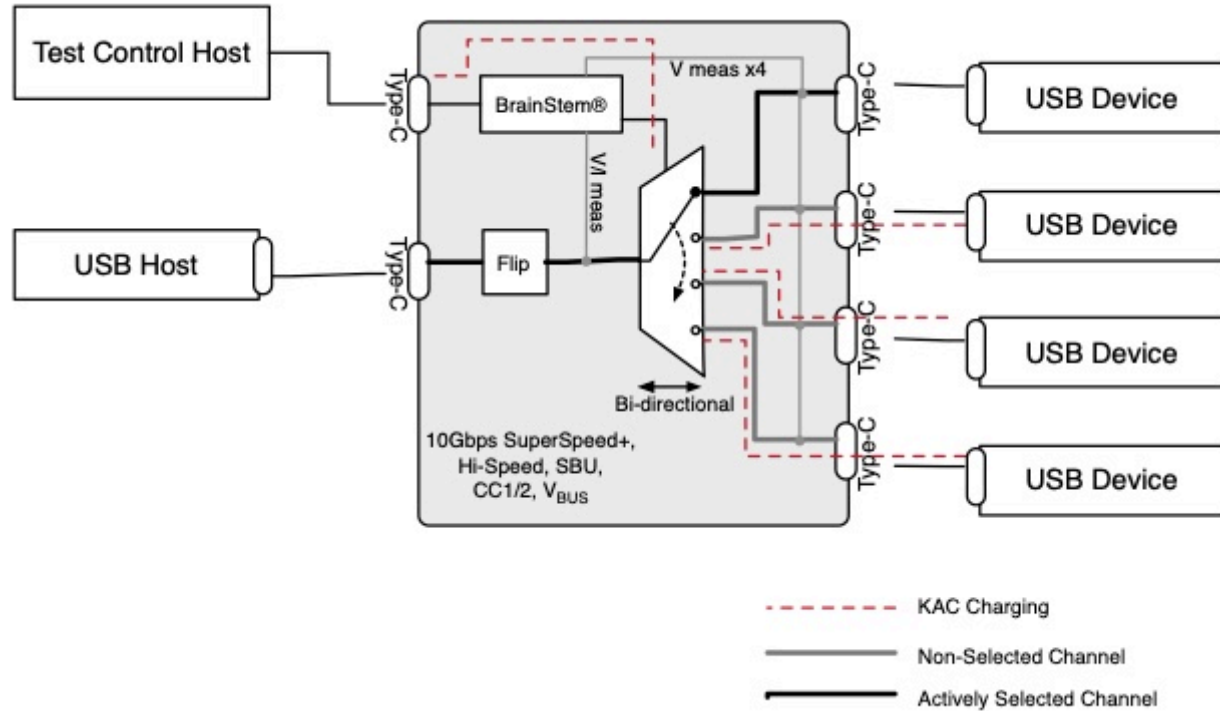 Test Control Host
Type-C
BrainStem®
V meas x4
Type-C
USB Device
V/I meas
Type-C
USB Device
USB Host
Type-C
Flip
Type-C
USB Device
Bi-directional
10Gbps SuperSpeed+,
Hi-Speed, SBU,
CC1/2, VBUS
Type-C
USB Device
KAC Charging
Non-Selected Channel
Actively Selected Channel